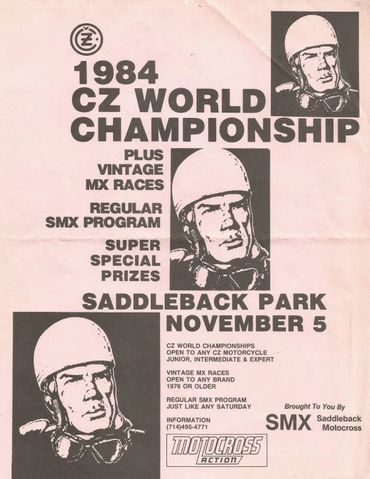 CZ
1984
CZ WORLD
CHAMPIONSHIP
PLUS
VINTAGE
MX RACES
REGULAR
SMX PROGRAM
SUPER
SPECIAL
PRIZES
SADDLEBACK PARK
NOVEMBER 5
CZ WORLD CHAMPIONSHIPS
OPEN TO ANY CZ MOTORCYCLE
JUNIOR, INTERMEDIATE & EXPERT
VINTAGE MX RACES
OPEN TO ANY BRAND
1976 OR OLDER
REGULAR SMX PROGRAM
JUST LIKE ANY SATURDAY
INFORMATION
(714)495-4771
MOTOCROSS
ACTION
Brought To You By
SMX Saddleback
Motocross